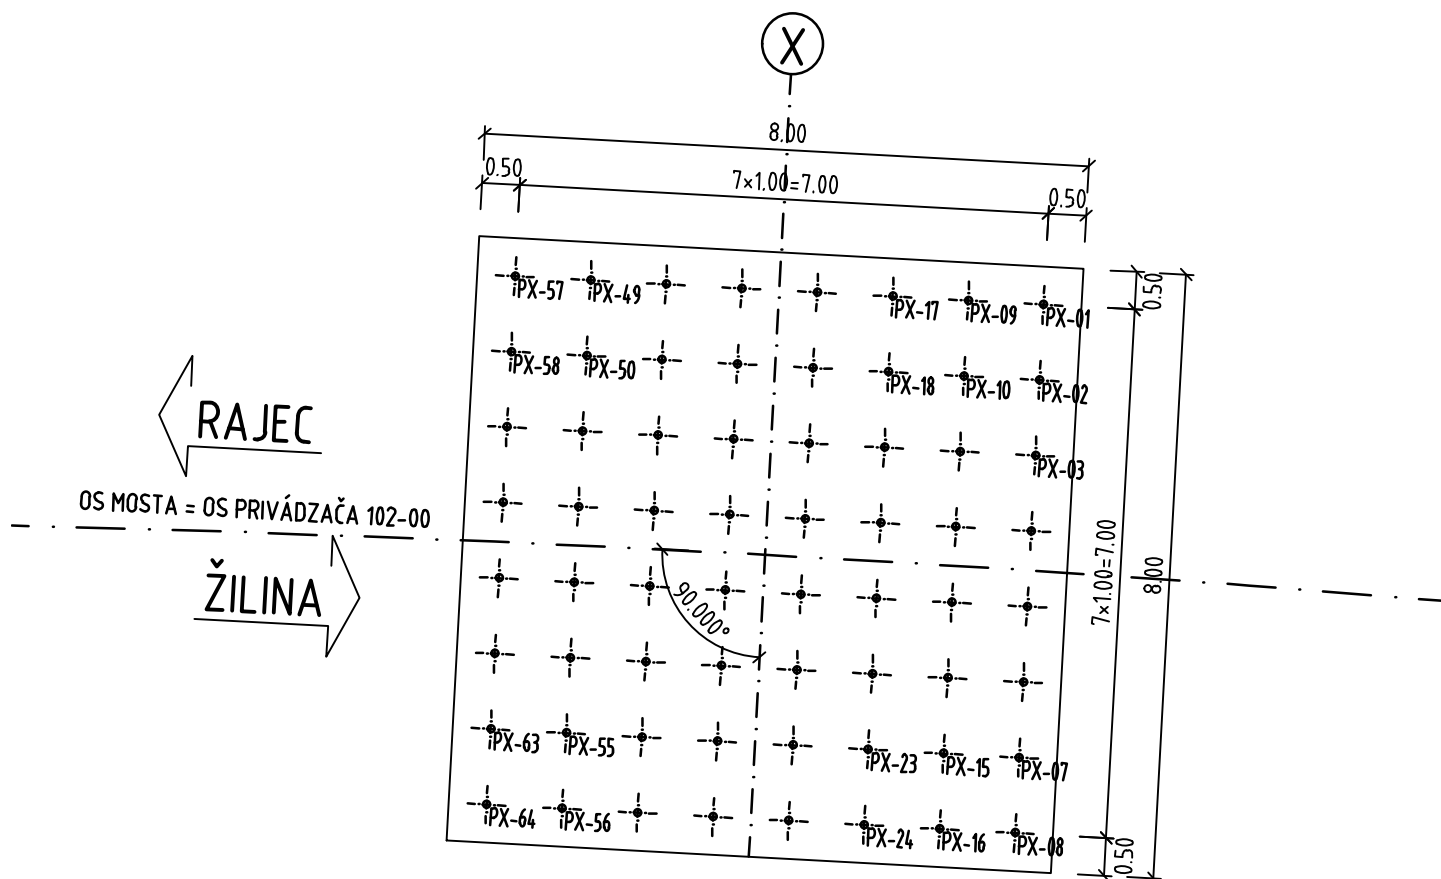 X
8.00
0.50
7×1.00=7.00
0.50
0.50
iPX-57 iPX-49 iPX-17 iPX-09 iPX-01
iPX-58 iPX-50 iPX-18 iPX-10 iPX-02
RAJEC
iPX-03
OS MOSTA = OS PRIVÁDZAČA 102-00
7×1.00=7.00
8.00
ŽILINA
90.000°
iPX-63 iPX-55 iPX-23 iPX-15 iPX-07
iPX-64 iPX-56 iPX-24 iPX-16 iPX-08
0.50